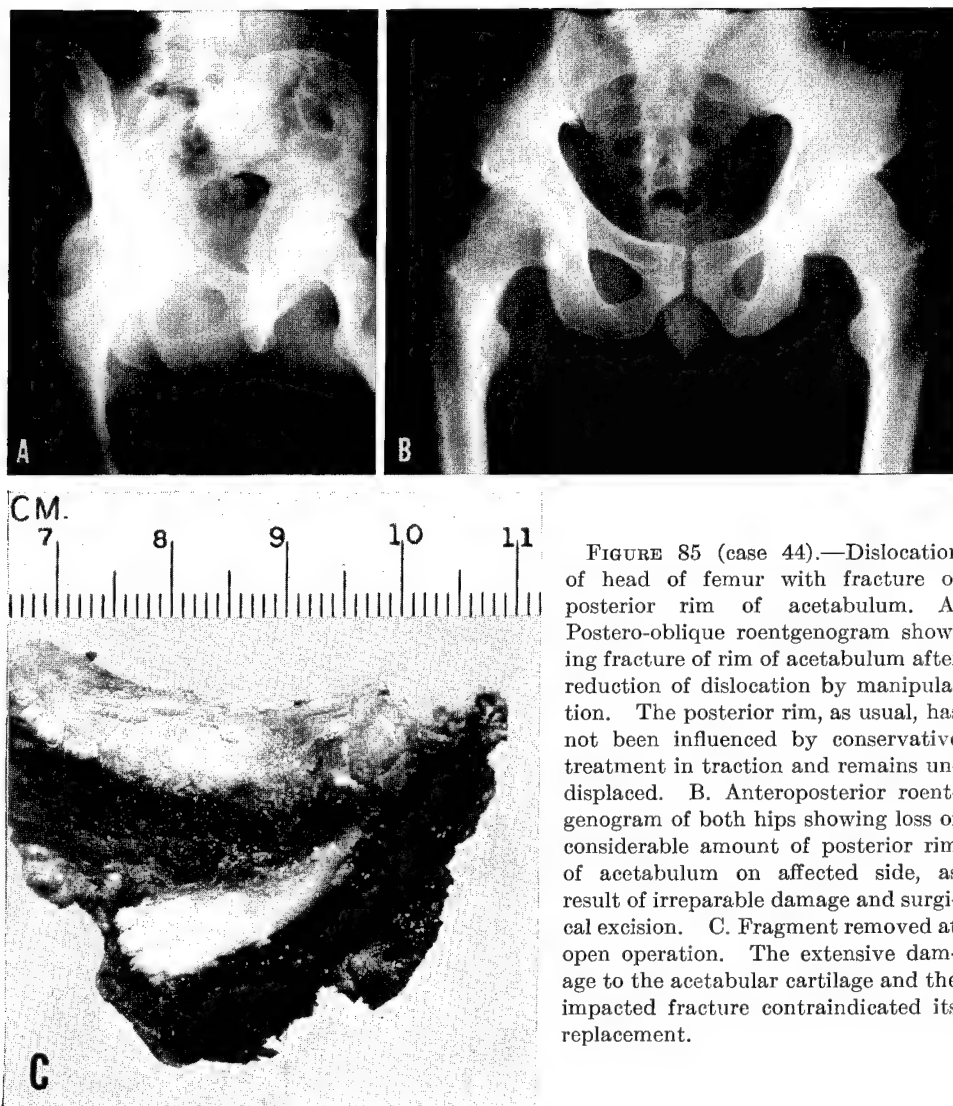 A
B
CM.
7 8 9 10 11
C
FIGURE 85 (case 44).—Dislocation
of head of femur with fracture o
posterior rim of acetabulum. A
Postero-oblique roentgenogram show
ing fracture of rim of acetabulum afte
reduction of dislocation by manipula
tion. The posterior rim, as usual, ha
not been influenced by conservative
treatment in traction and remains un-
displaced. B. Anteroposterior roent-
genogram of both hips showing loss o
considerable amount of posterior rim
of acetabulum on affected side, as
result of irreparable damage and surgi-
cal excision. C. Fragment removed at
open operation. The extensive dam-
age to the acetabular cartilage and the
impacted fracture contraindicated its
replacement.